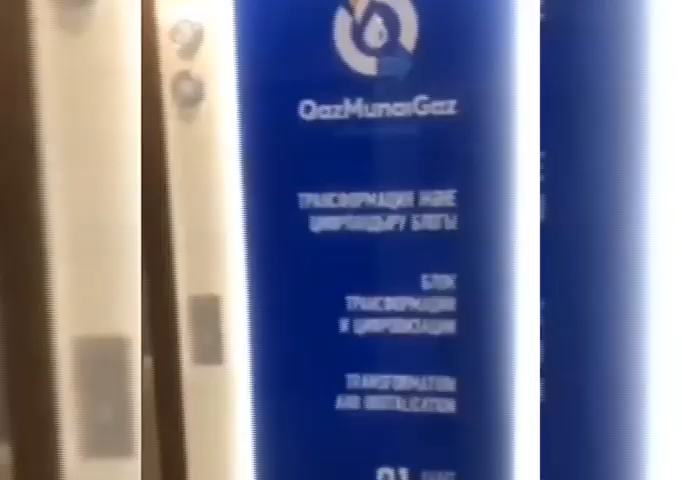 QazMunaiGaz
ТРАНСФОРМАЦИЯ ЖӘНЕ
ЦИФРЛАНДЫРУ БЛОГЫ
БЛОК
ТРАНСФОРМАЦИИ
И ЦИФРОВИЗАЦИИ
TRANSFORMATION
AND DIGITALIZATION